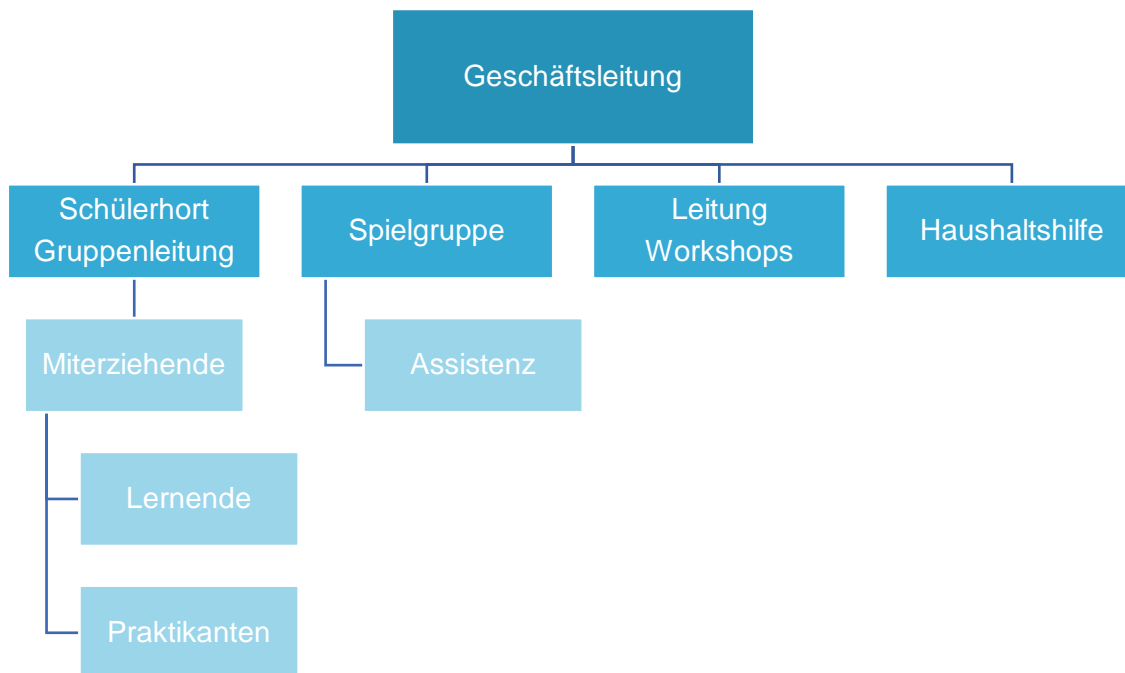 Geschäftsleitung
Schülerhort
Gruppenleitung
Spielgruppe
Leitung
Workshops
Haushaltshilfe
Miterziehende
Assistenz
Lernende
Praktikanten